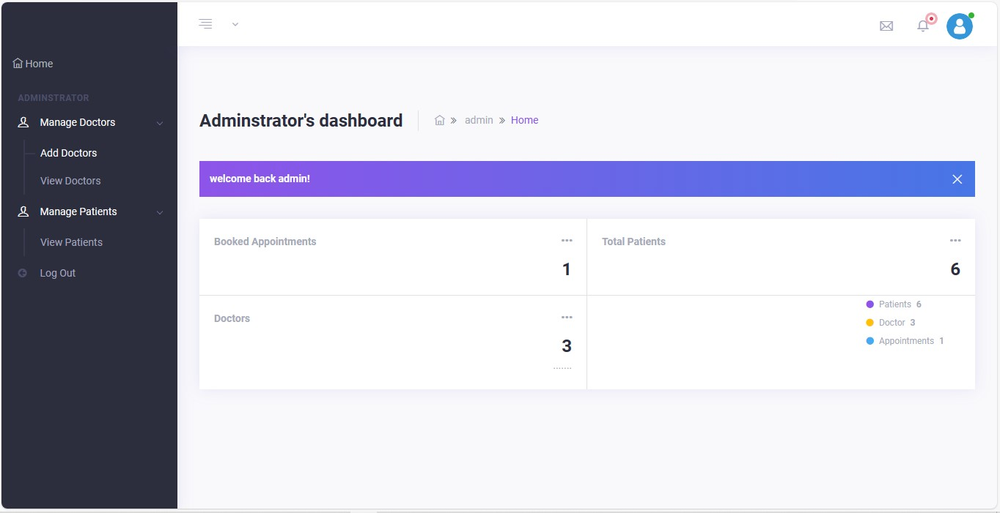 Home
ADMINSTRATOR
Manage Doctors
Add Doctors
View Doctors
Manage Patients
View Patients
Log Out
Adminstrator's dashboard
admin
Home
welcome back admin!
Booked Appointments
1
Total Patients
6
Doctors
3
.......
Patients 6
Doctor 3
Appointments 1